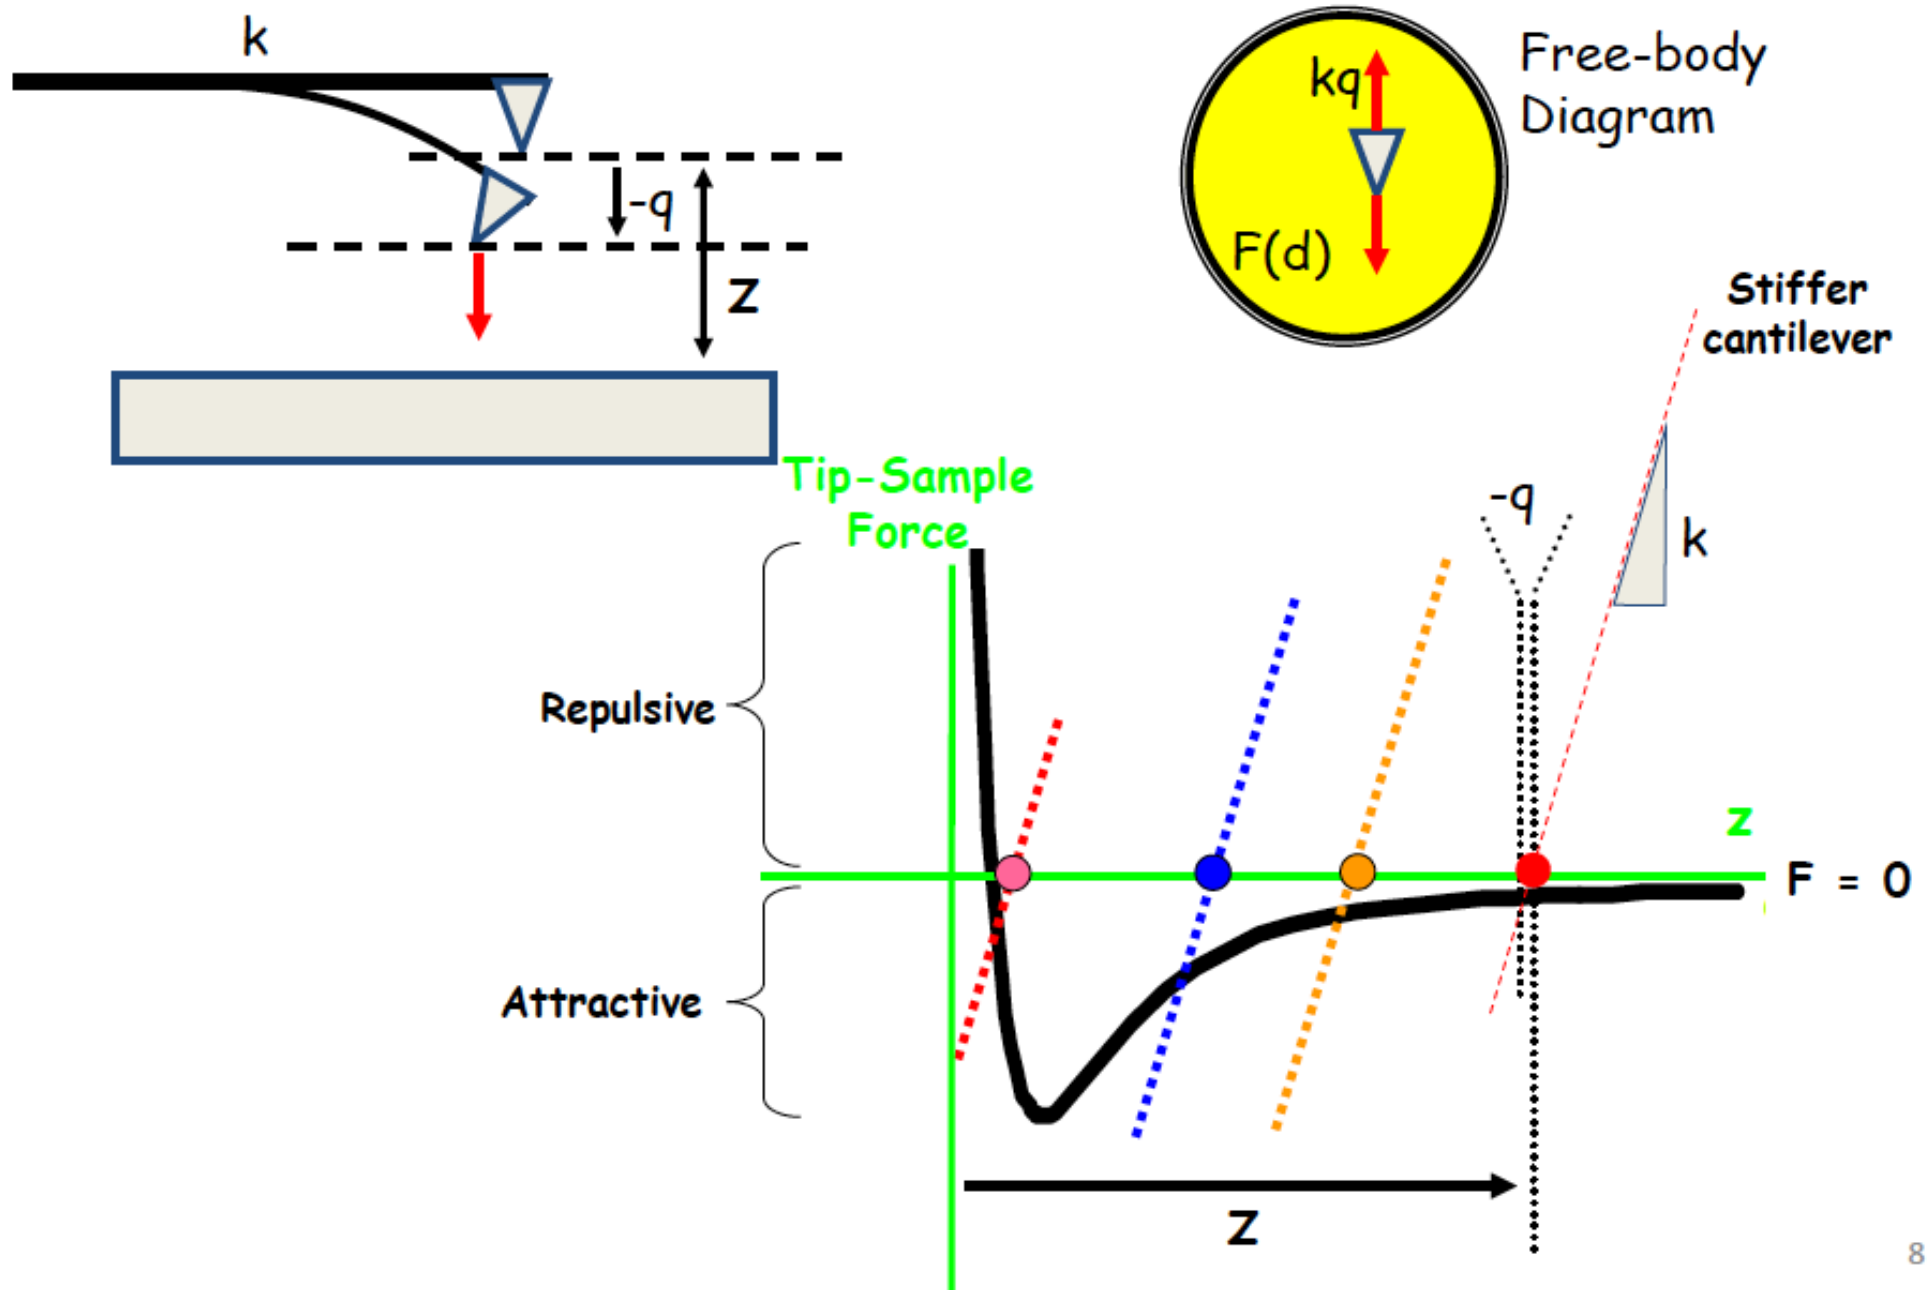 k
-q
z
kq
F(d)
Free-body
Diagram
Stiffer
cantilever
Tip-Sample
Force
-q
k
Repulsive
z
F = 0
Attractive
z
8